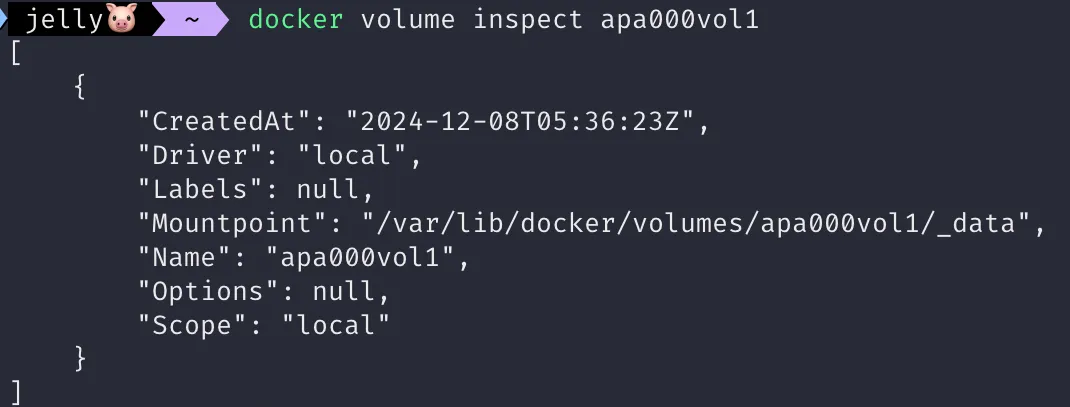 jelly🐷 ~ docker volume inspect apa000vol1
[
    {
        "CreatedAt": "2024-12-08T05:36:23Z",
        "Driver": "local",
        "Labels": null,
        "Mountpoint": "/var/lib/docker/volumes/apa000vol1/_data",
        "Name": "apa000vol1",
        "Options": null,
        "Scope": "local"
    }
]